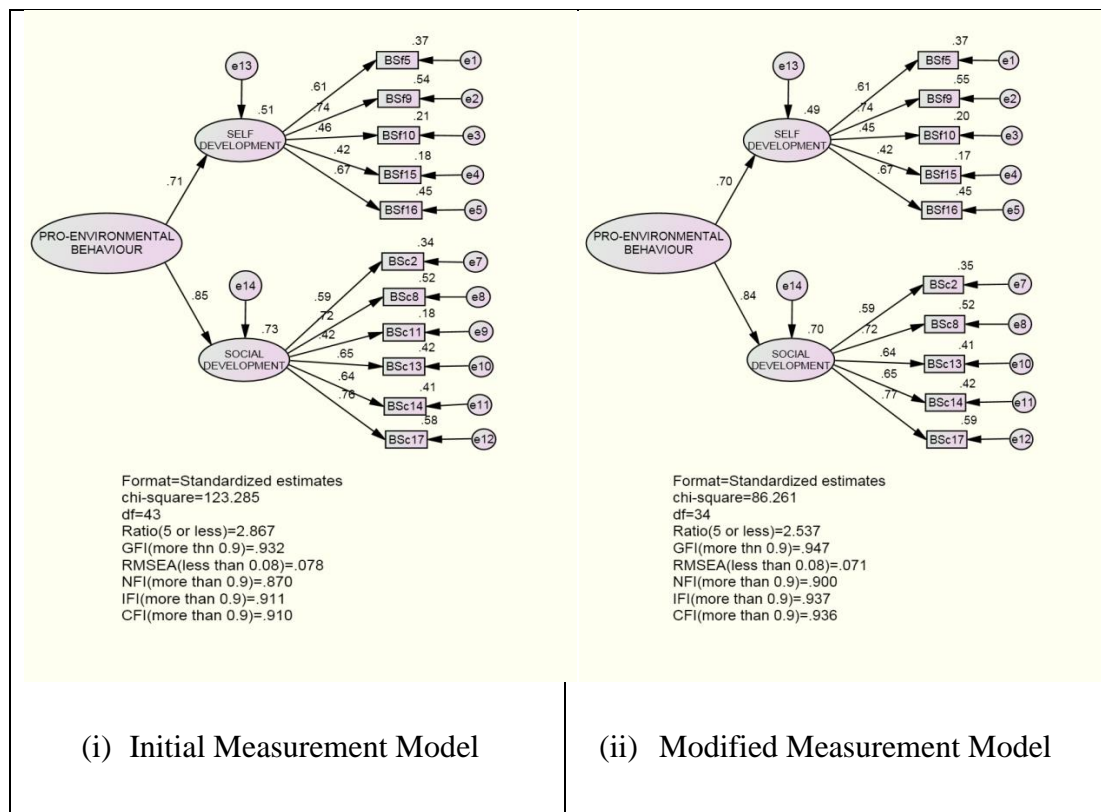 e13
.51
SELF
DEVELOPMENT
.37
BSf5
e1
.61
.54
BSf9
e2
.74
.21
BSf10
e3
.46
.18
BSf15
e4
.42
.45
BSf16
e5
.67
.71
PRO-ENVIRONMENTAL
BEHAVIOUR
.85
e14
.73
SOCIAL
DEVELOPMENT
.34
BSc2
e7
.59
.52
BSc8
e8
.72
.18
BSc11
e9
.42
.42
BSc13
e10
.65
.41
BSc14
e11
.64
.58
BSc17
e12
.76
Format=Standardized estimates
chi-square=123.285
df=43
Ratio(5 or less)=2.867
GFI(more thn 0.9)=.932
RMSEA(less than 0.08)=.078
NFI(more than 0.9)=.870
IFI(more than 0.9)=.911
CFI(more than 0.9)=.910
(i) Initial Measurement Model
e13
.49
SELF
DEVELOPMENT
.37
BSf5
e1
.61
.55
BSf9
e2
.74
.20
BSf10
e3
.45
.17
BSf15
e4
.42
.45
BSf16
e5
.67
.70
PRO-ENVIRONMENTAL
BEHAVIOUR
.84
e14
.70
SOCIAL
DEVELOPMENT
.35
BSc2
e7
.59
.52
BSc8
e8
.72
.41
BSc13
e10
.64
.42
BSc14
e11
.65
.59
BSc17
e12
.77
Format=Standardized estimates
chi-square=86.261
df=34
Ratio(5 or less)=2.537
GFI(more thn 0.9)=.947
RMSEA(less than 0.08)=.071
NFI(more than 0.9)=.900
IFI(more than 0.9)=.937
CFI(more than 0.9)=.936
(ii) Modified Measurement Model